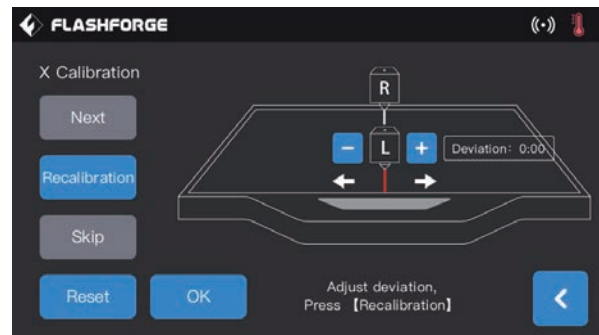 FLASHFORGE
X Calibration
Next
Recalibration
Skip
Reset
OK
R
L
− +
Deviation: 0:00
Adjust deviation,
Press 【Recalibration】